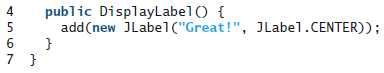 4 public DisplayLabel() {
5 add(new JLabel("Great!", JLabel.CENTER));
6 }
7 }